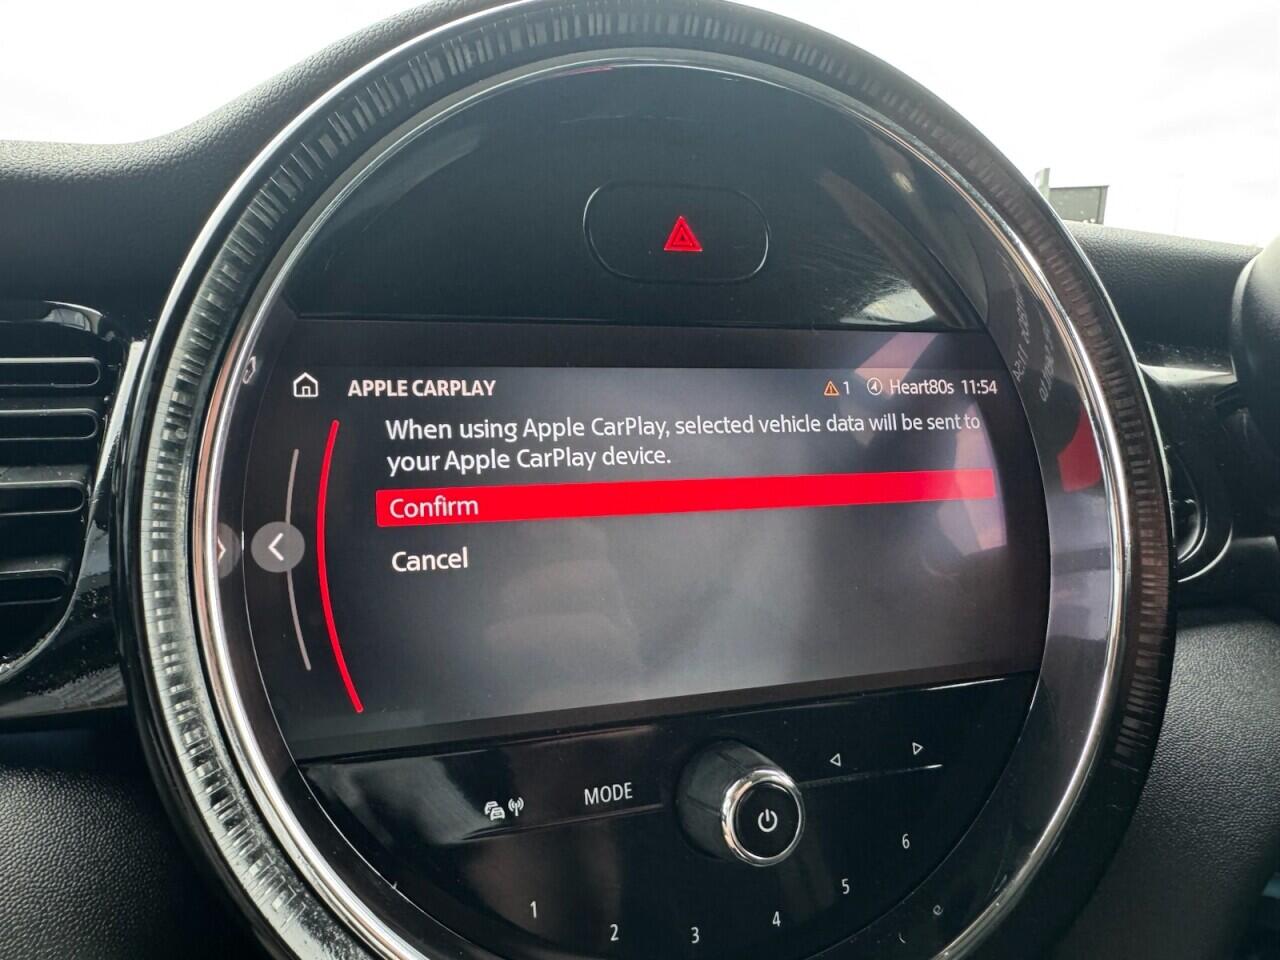 APPLE CARPLAY 1 Heart80s 11:54
When using Apple CarPlay, selected vehicle data will be sent to
your Apple CarPlay device.
Confirm
Cancel
MODE
1 2 3 4 5 6